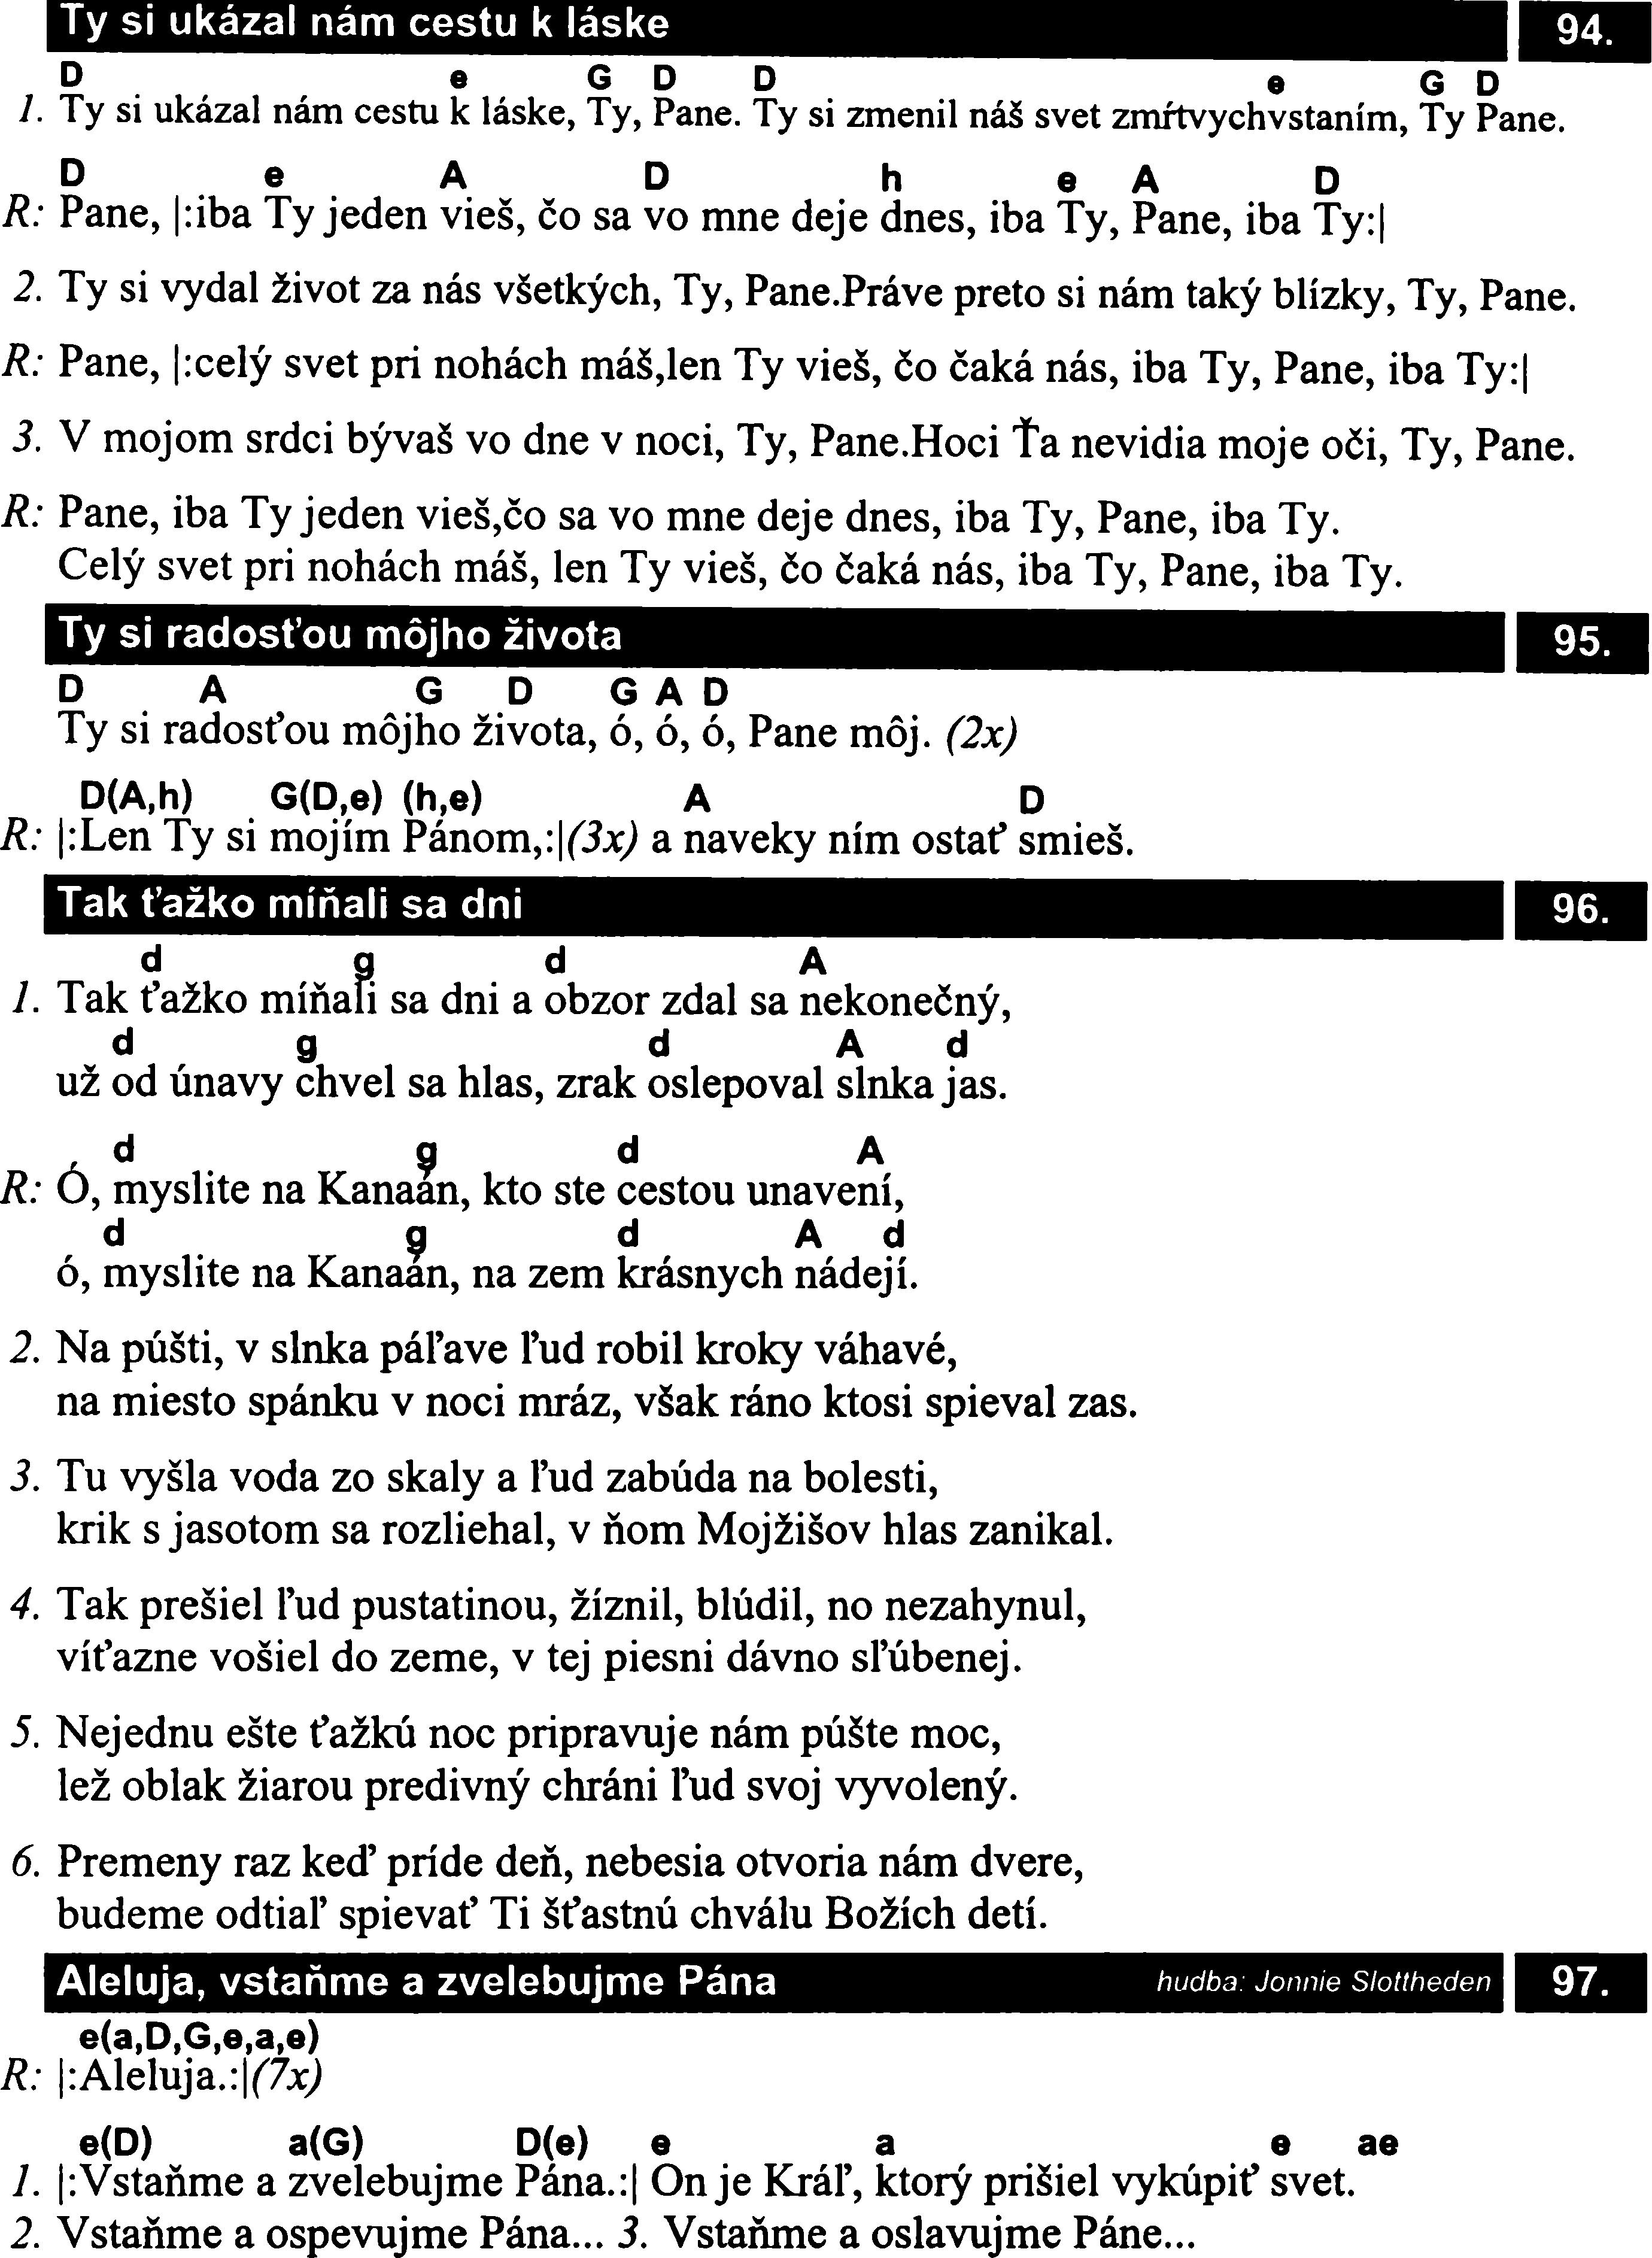 Ty si ukázal nám cestu k láske 94.
D e G D D e G D
1. Ty si ukázal nám cestu k láske, Ty, Pane. Ty si zmenil náš svet zmŕtvychvstaním, Ty Pane.
D e A D h e A D
R: Pane, |:iba Ty jeden vieš, čo sa vo mne deje dnes, iba Ty, Pane, iba Ty:|
2. Ty si vydal život za nás všetkých, Ty, Pane.Práve preto si nám taký blízky, Ty, Pane.
R: Pane, |:celý svet pri nohách máš,len Ty vieš, čo čaká nás, iba Ty, Pane, iba Ty:|
3. V mojom srdci bývaš vo dne v noci, Ty, Pane.Hoci Ťa nevidia moje oči, Ty, Pane.
R: Pane, iba Ty jeden vieš,čo sa vo mne deje dnes, iba Ty, Pane, iba Ty.
Celý svet pri nohách máš, len Ty vieš, čo čaká nás, iba Ty, Pane, iba Ty.
Ty si radosťou môjho života 95.
D A G D G A D
Ty si radosťou môjho života, ó, ó, ó, Pane môj. (2x)
D(A,h) G(D,e) (h,e) A D
R: |:Len Ty si mojím Pánom,:|(3x) a naveky ním ostať smieš.
Tak ťažko míňali sa dni 96.
d g d A
1. Tak ťažko míňali sa dni a obzor zdal sa nekonečný,
d g d A d
už od únavy chvel sa hlas, zrak oslepoval slnka jas.
d g d A
R: Ó, myslite na Kanaán, kto ste cestou unavení,
d g d A d
ó, myslite na Kanaán, na zem krásnych nádejí.
2. Na púšti, v slnka páľave ľud robil kroky váhavé,
na miesto spánku v noci mráz, však ráno ktosi spieval zas.
3. Tu vyšla voda zo skaly a ľud zabúda na bolesti,
krik s jasotom sa rozliehal, v ňom Mojžišov hlas zanikal.
4. Tak prešiel ľud pustatinou, žíznil, blúdil, no nezahynul,
víťazne vošiel do zeme, v tej piesni dávno sľúbenej.
5. Nejednu ešte ťažkú noc pripravuje nám púšte moc,
lež oblak žiarou predivný chráni ľud svoj vyvolený.
6. Premeny raz keď príde deň, nebesia otvoria nám dvere,
budeme odtiaľ spievať Ti šťastnú chválu Božích detí.
Aleluja, vstaňme a zvelebujme Pána hudba: Jonnie Slottheden 97.
e(a,D,G,e,a,e)
R: |:Aleluja.:|(7x)
e(D) a(G) D(e) e a e ae
1. |:Vstaňme a zvelebujme Pána.:| On je Kráľ, ktorý prišiel vykúpiť svet.
2. Vstaňme a ospevujme Pána... 3. Vstaňme a oslavujme Páne...